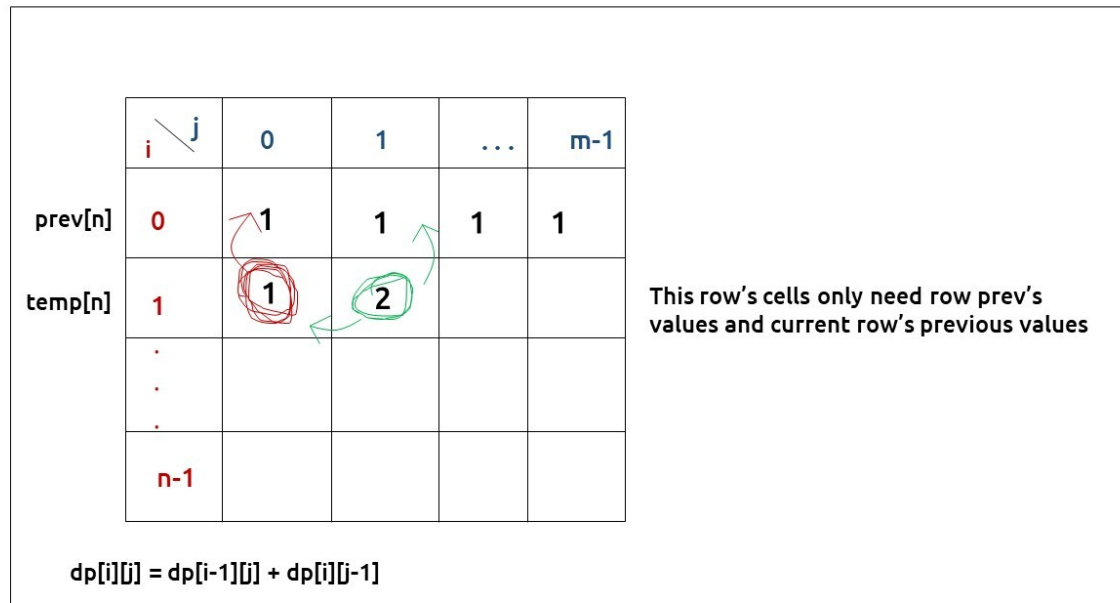 i j 0 1 ... m-1
prev[n] 0 1 1 1 1
temp[n] 1 1 2
.
.
.
n-1
This row's cells only need row prev's
values and current row's previous values
dp[i][j] = dp[i-1][j] + dp[i][j-1]